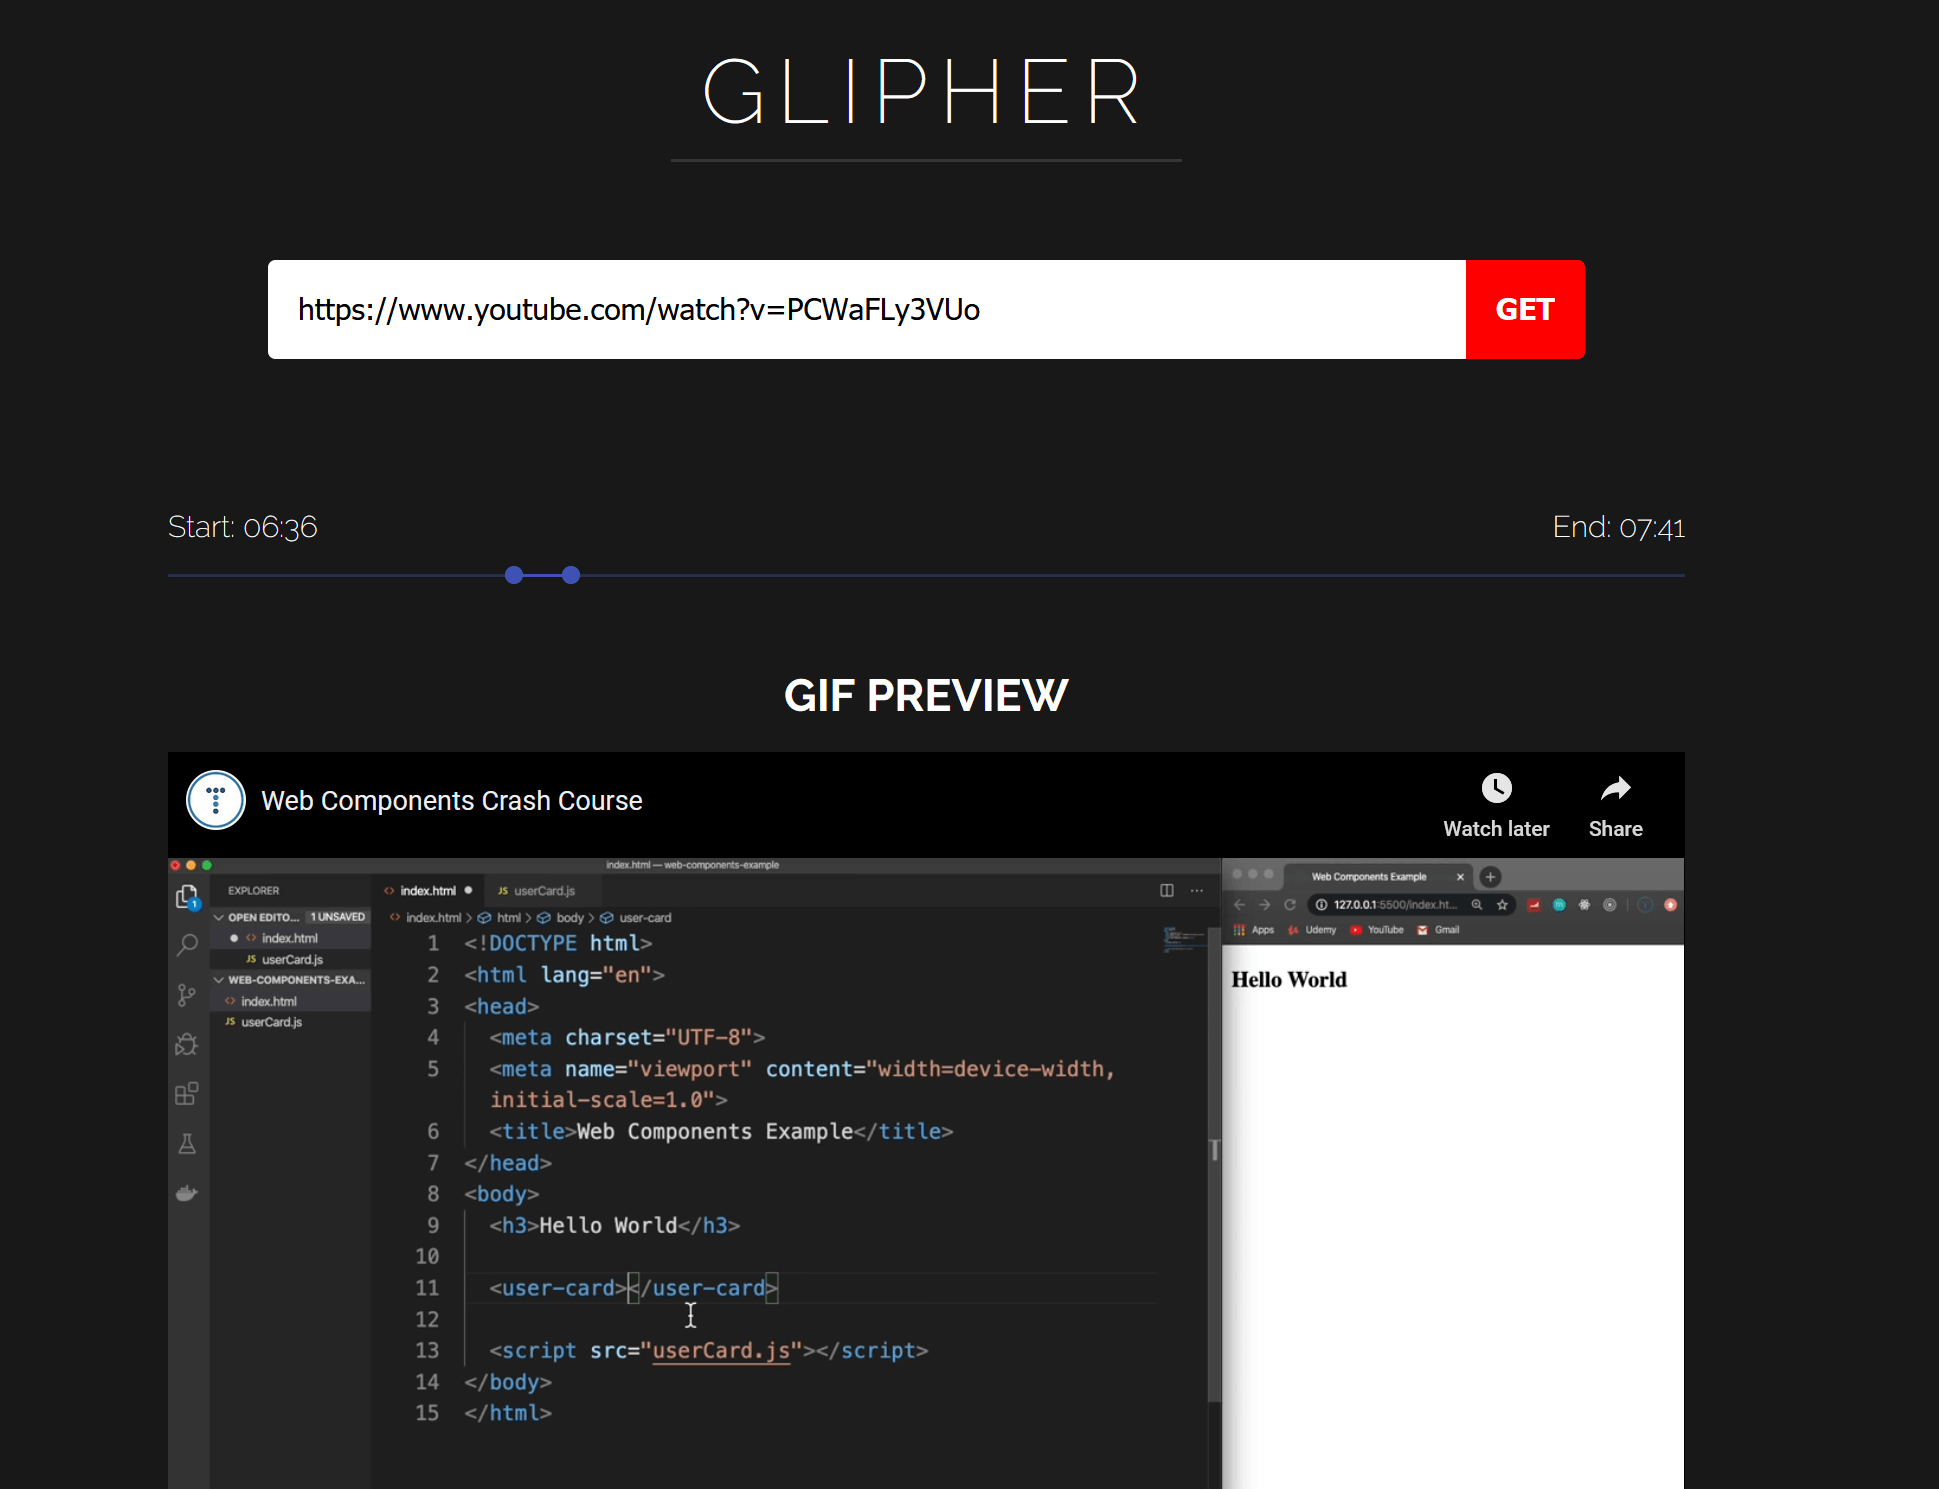 GLIPHER
https://www.youtube.com/watch?v=PCWaFLy3VUo
GET
Start: 06:36
End: 07:41
GIF PREVIEW
Web Components Crash Course
Watch later
Share
index.html — web-components-example
EXPLORER
OPEN EDITO... 1 UNSAVED
index.html
JS userCard.js
WEB-COMPONENTS-EXA...
index.html
JS userCard.js
1
index.html
JS userCard.js
index.html > html > body > user-card
1 <!DOCTYPE html>
2 <html lang="en">
3 <head>
4 <meta charset="UTF-8">
5 <meta name="viewport" content="width=device-width,
initial-scale=1.0">
6 <title>Web Components Example</title>
7 </head>
8 <body>
9 <h3>Hello World</h3>
10
11 <user-card></user-card>
12
13 <script src="userCard.js"></script>
14 </body>
15 </html>
Web Components Example
127.0.0.1:5500/index.ht...
Apps Udemy YouTube Gmail
Hello World